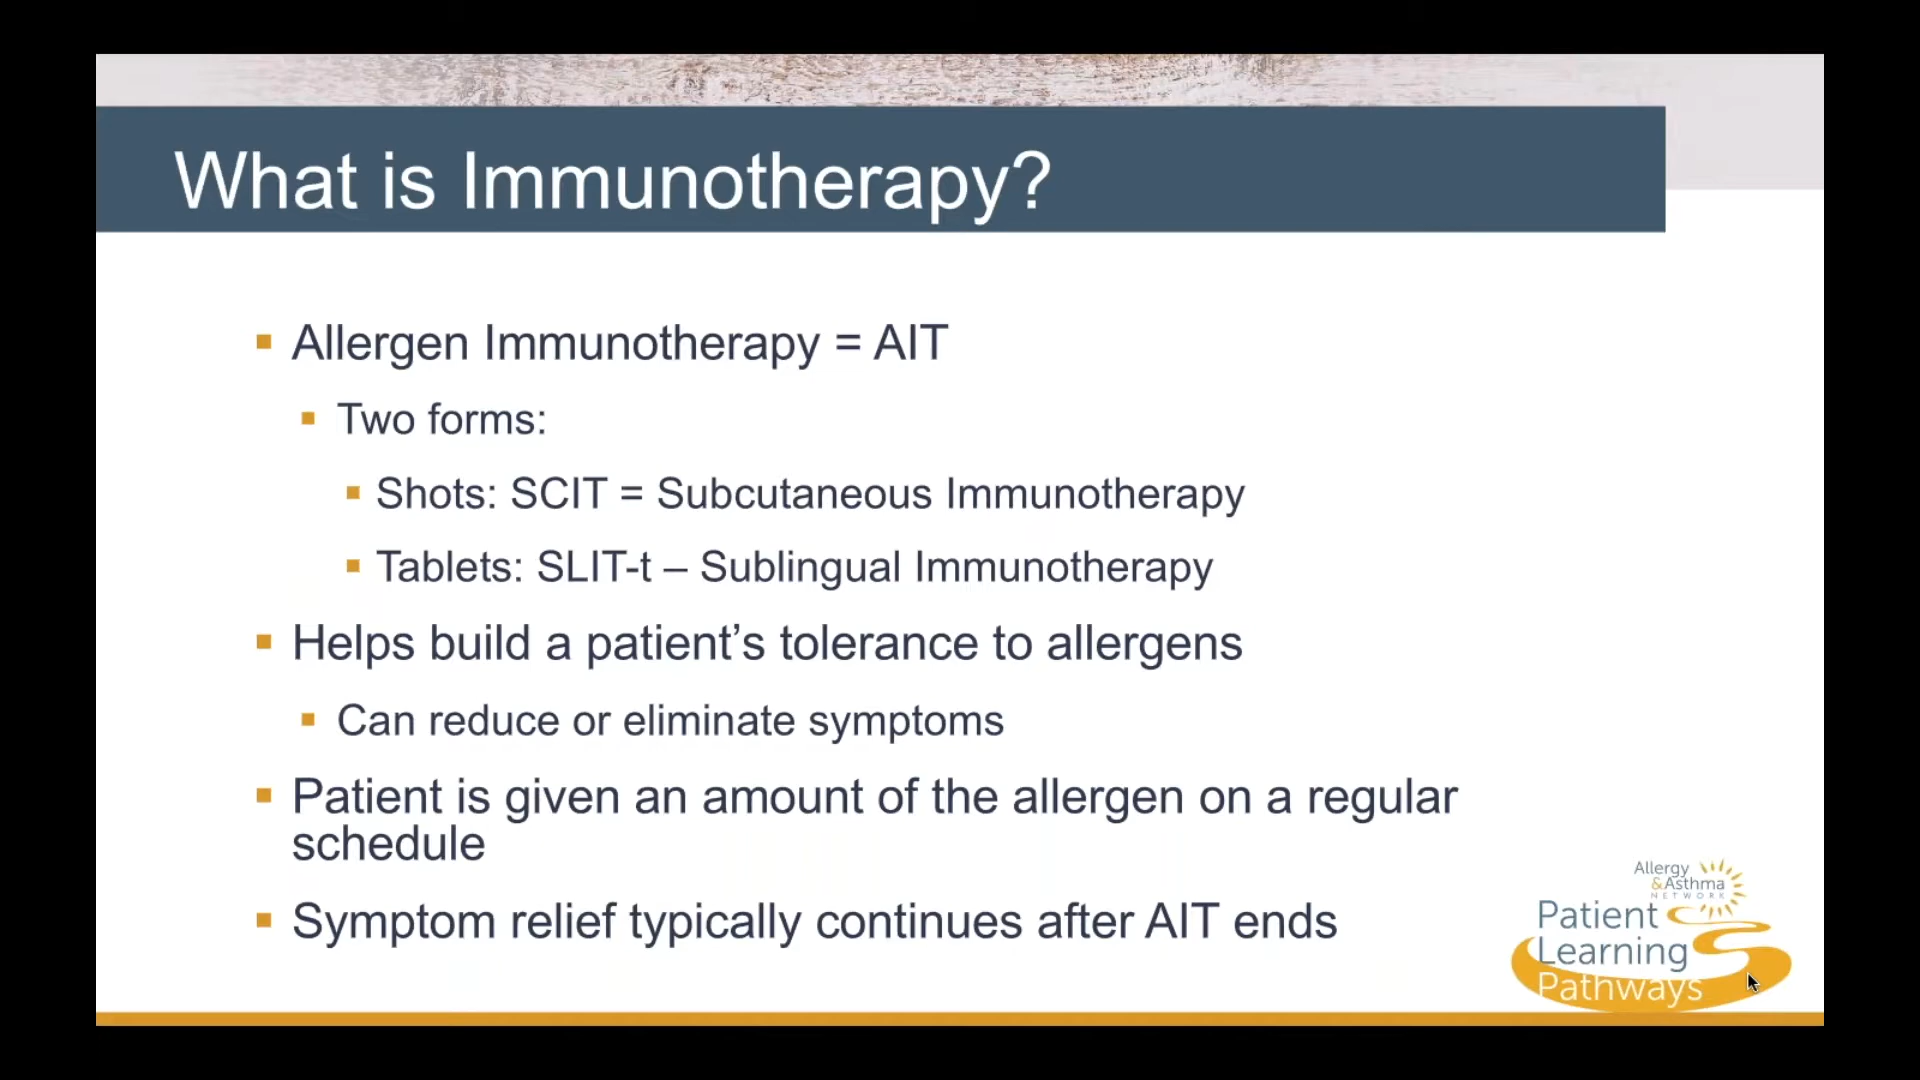 What is Immunotherapy?
Allergen Immunotherapy = AIT
Two forms:
Shots: SCIT = Subcutaneous Immunotherapy
Tablets: SLIT-t – Sublingual Immunotherapy
Helps build a patient’s tolerance to allergens
Can reduce or eliminate symptoms
Patient is given an amount of the allergen on a regular
schedule
Symptom relief typically continues after AIT ends
Allergy
&Asthma
NETWORK
Patient
Learning
Pathways